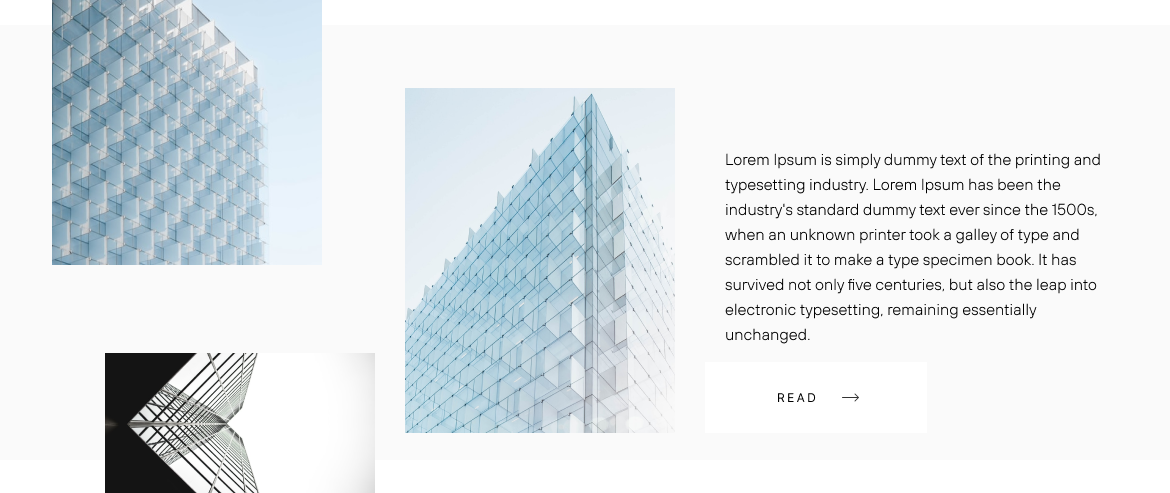 Lorem Ipsum is simply dummy text of the printing and
typesetting industry. Lorem Ipsum has been the
industry's standard dummy text ever since the 1500s,
when an unknown printer took a galley of type and
scrambled it to make a type specimen book. It has
survived not only five centuries, but also the leap into
electronic typesetting, remaining essentially
unchanged.
READ